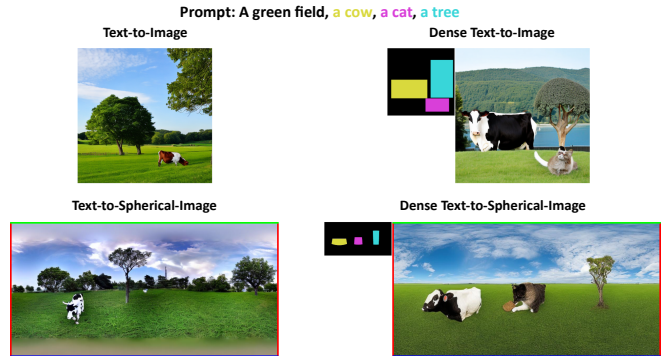 Prompt: A green field, a cow, a cat, a tree
Text-to-Image
Dense Text-to-Image
Text-to-Spherical-Image
Dense Text-to-Spherical-Image